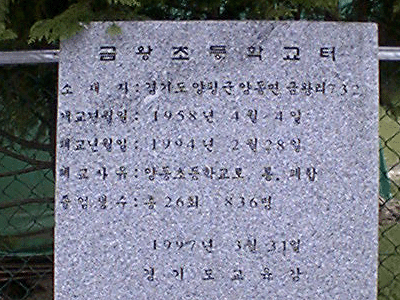 금왕초등학교터
소 재 지 : 경기도 양평군 양동면 금왕리 732
개교년월일 : 1958년 4월 4일
폐교년월일 : 1994년 2월 28일
폐교사유 : 양동초등학교로 통.폐합
졸업생수 : 총 26회 836명
1997년 3월 31일
경기도교육감